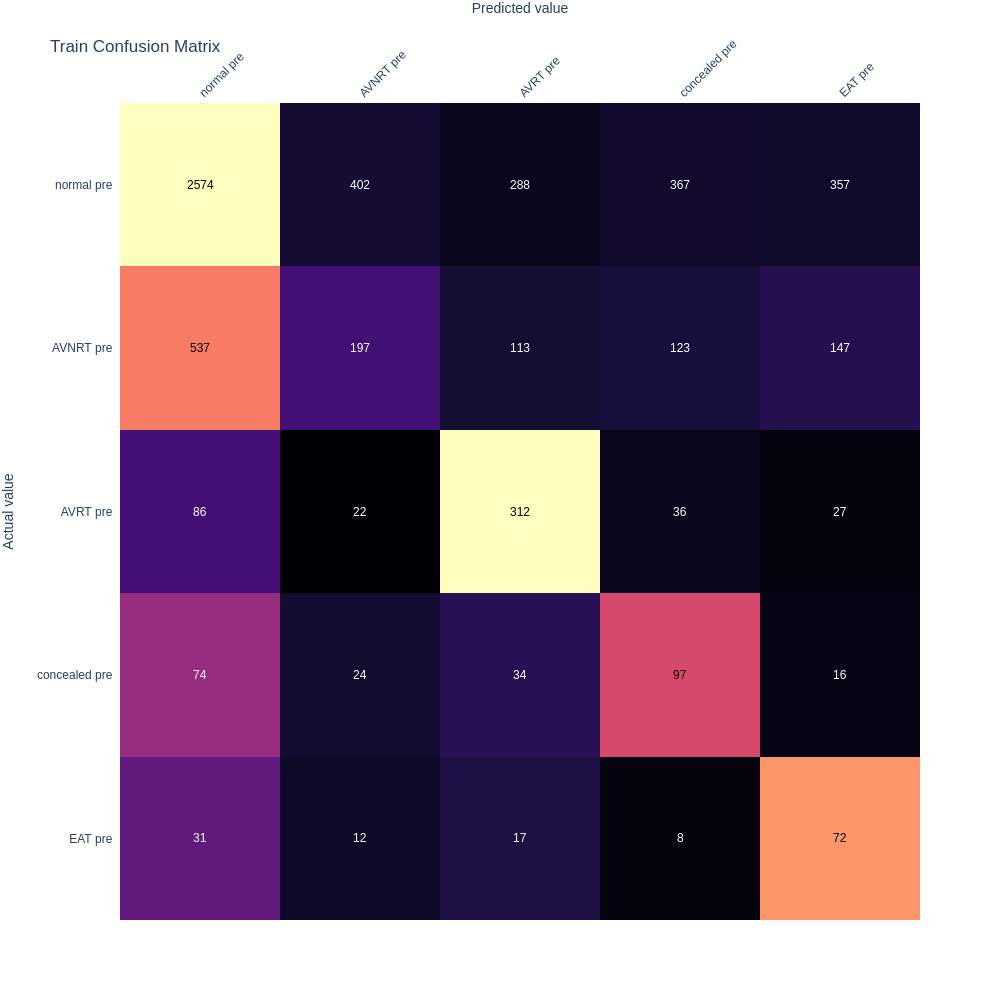 Predicted value
Train Confusion Matrix
normal pre AVNRT pre AVRT pre concealed pre EAT pre
normal pre 2574 402 288 367 357
AVNRT pre 537 197 113 123 147
AVRT pre 86 22 312 36 27
concealed pre 74 24 34 97 16
EAT pre 31 12 17 8 72
Actual value